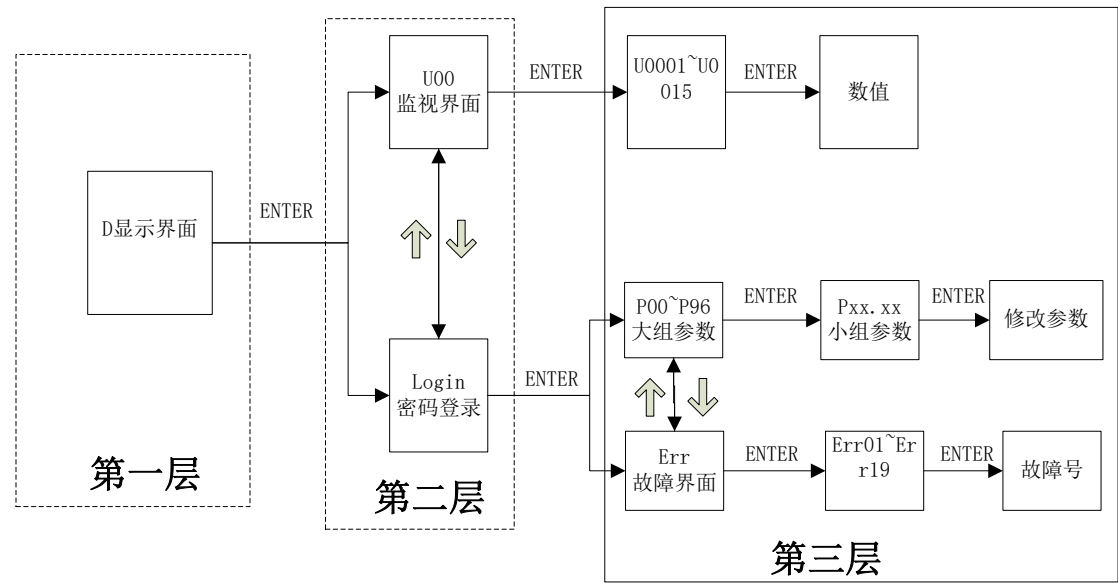 D显示界面
第一层
ENTER
U00
监视界面
Login
密码登录
第二层
ENTER
ENTER
U0001~U0
015
ENTER
数值
P00~P96
大组参数
ENTER
Pxx.xx
小组参数
ENTER
修改参数
Err
故障界面
ENTER
Err01~Er
r19
ENTER
故障号
第三层